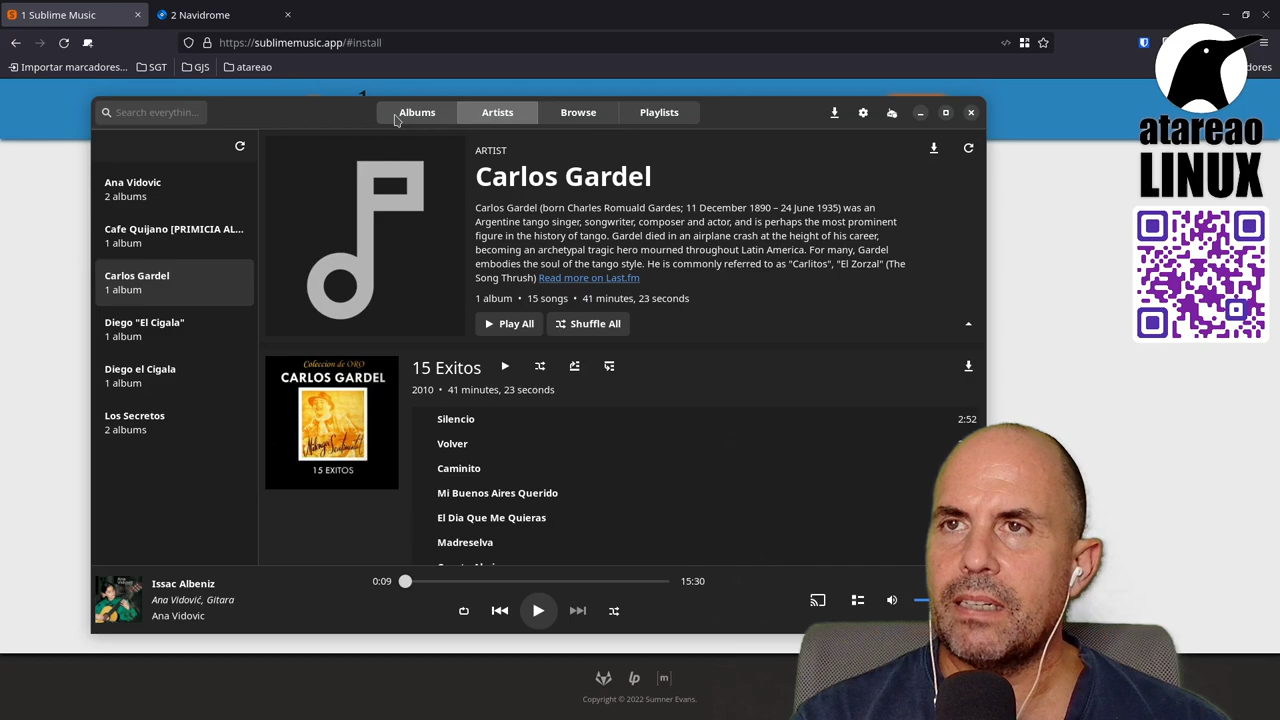 1 Sublime Music
2 Navidrome
https://sublimemusic.app/#install
Importar marcadores...
SGT
GJS
atareao
Search everythin...
Albums
Artists
Browse
Playlists
atareao
LINUX
Ana Vidovic
2 albums
Cafe Quijano [PRIMICIA AL...
1 album
Carlos Gardel
1 album
Diego "El Cigala"
1 album
Diego el Cigala
1 album
Los Secretos
2 albums
ARTIST
Carlos Gardel
Carlos Gardel (born Charles Romuald Gardes; 11 December 1890 – 24 June 1935) was an
Argentine tango singer, songwriter, composer and actor, and is perhaps the most prominent
figure in the history of tango. Gardel died in an airplane crash at the height of his career,
becoming an archetypal tragic hero mourned throughout Latin America. For many, Gardel
embodies the soul of the tango style. He is commonly referred to as "Carlitos", "El Zorzal" (The
Song Thrush) Read more on Last.fm
1 album • 15 songs • 41 minutes, 23 seconds
Play All
Shuffle All
Coleccion de ORO
CARLOS GARDEL
15 EXITOS
15 Exitos
2010 • 41 minutes, 23 seconds
Silencio
2:52
Volver
Caminito
Mi Buenos Aires Querido
El Dia Que Me Quieras
Madreselva
Issac Albeniz
Ana Vidović, Gitara
Ana Vidovic
0:09
15:30
Copyright © 2022 Sumner Evans.